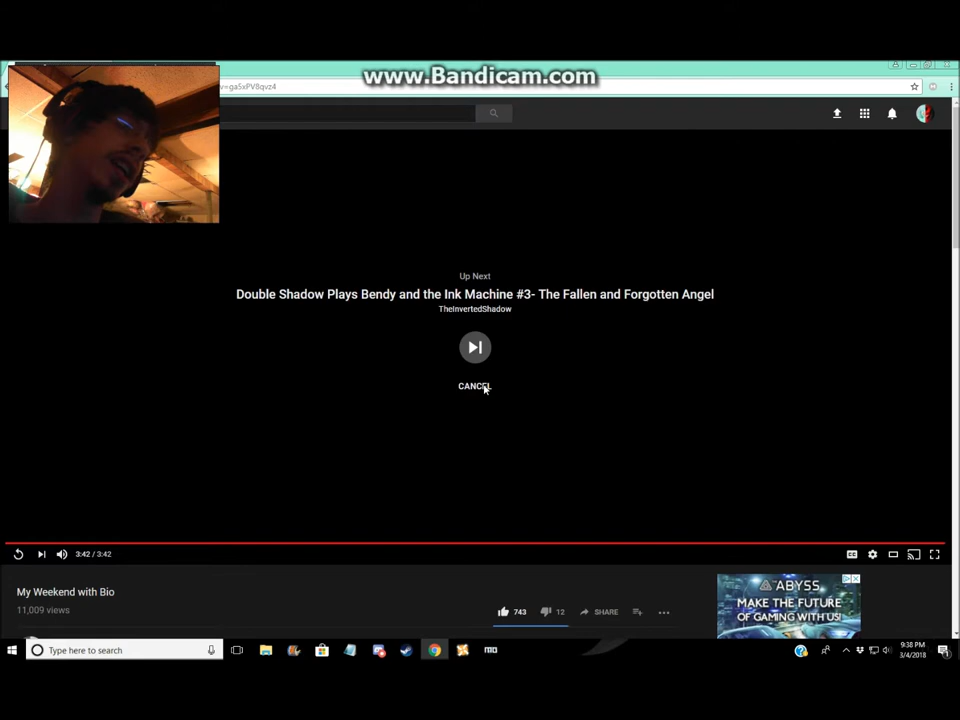 www.Bandicam.com
v=ga5xPV8qvz4
Up Next
Double Shadow Plays Bendy and the Ink Machine #3- The Fallen and Forgotten Angel
TheInvertedShadow
CANCEL
3:42 / 3:42
CC
My Weekend with Bio
11,009 views
743
12
SHARE
ABYSS
MAKE THE FUTURE
OF GAMING WITH US!
Type here to search
9:38 PM
3/4/2018